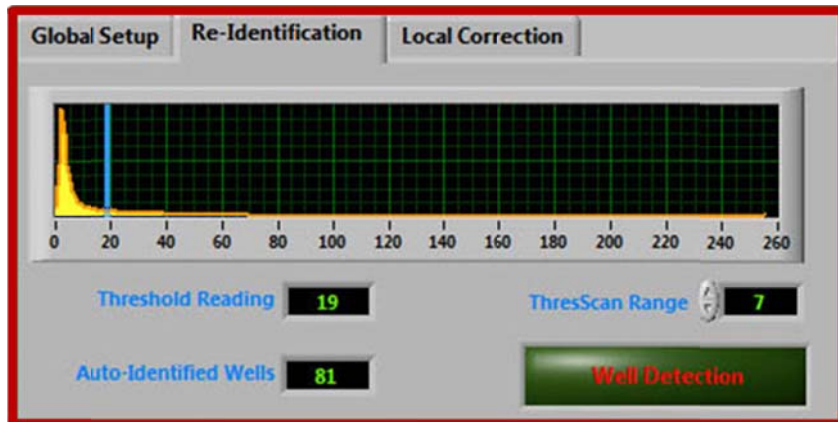 Global Setup Re-Identification Local Correction
0 20 40 60 80 100 120 140 160 180 200 220 240 260
Threshold Reading 19 ThresScan Range 7
Auto-Identified Wells 81 Well Detection